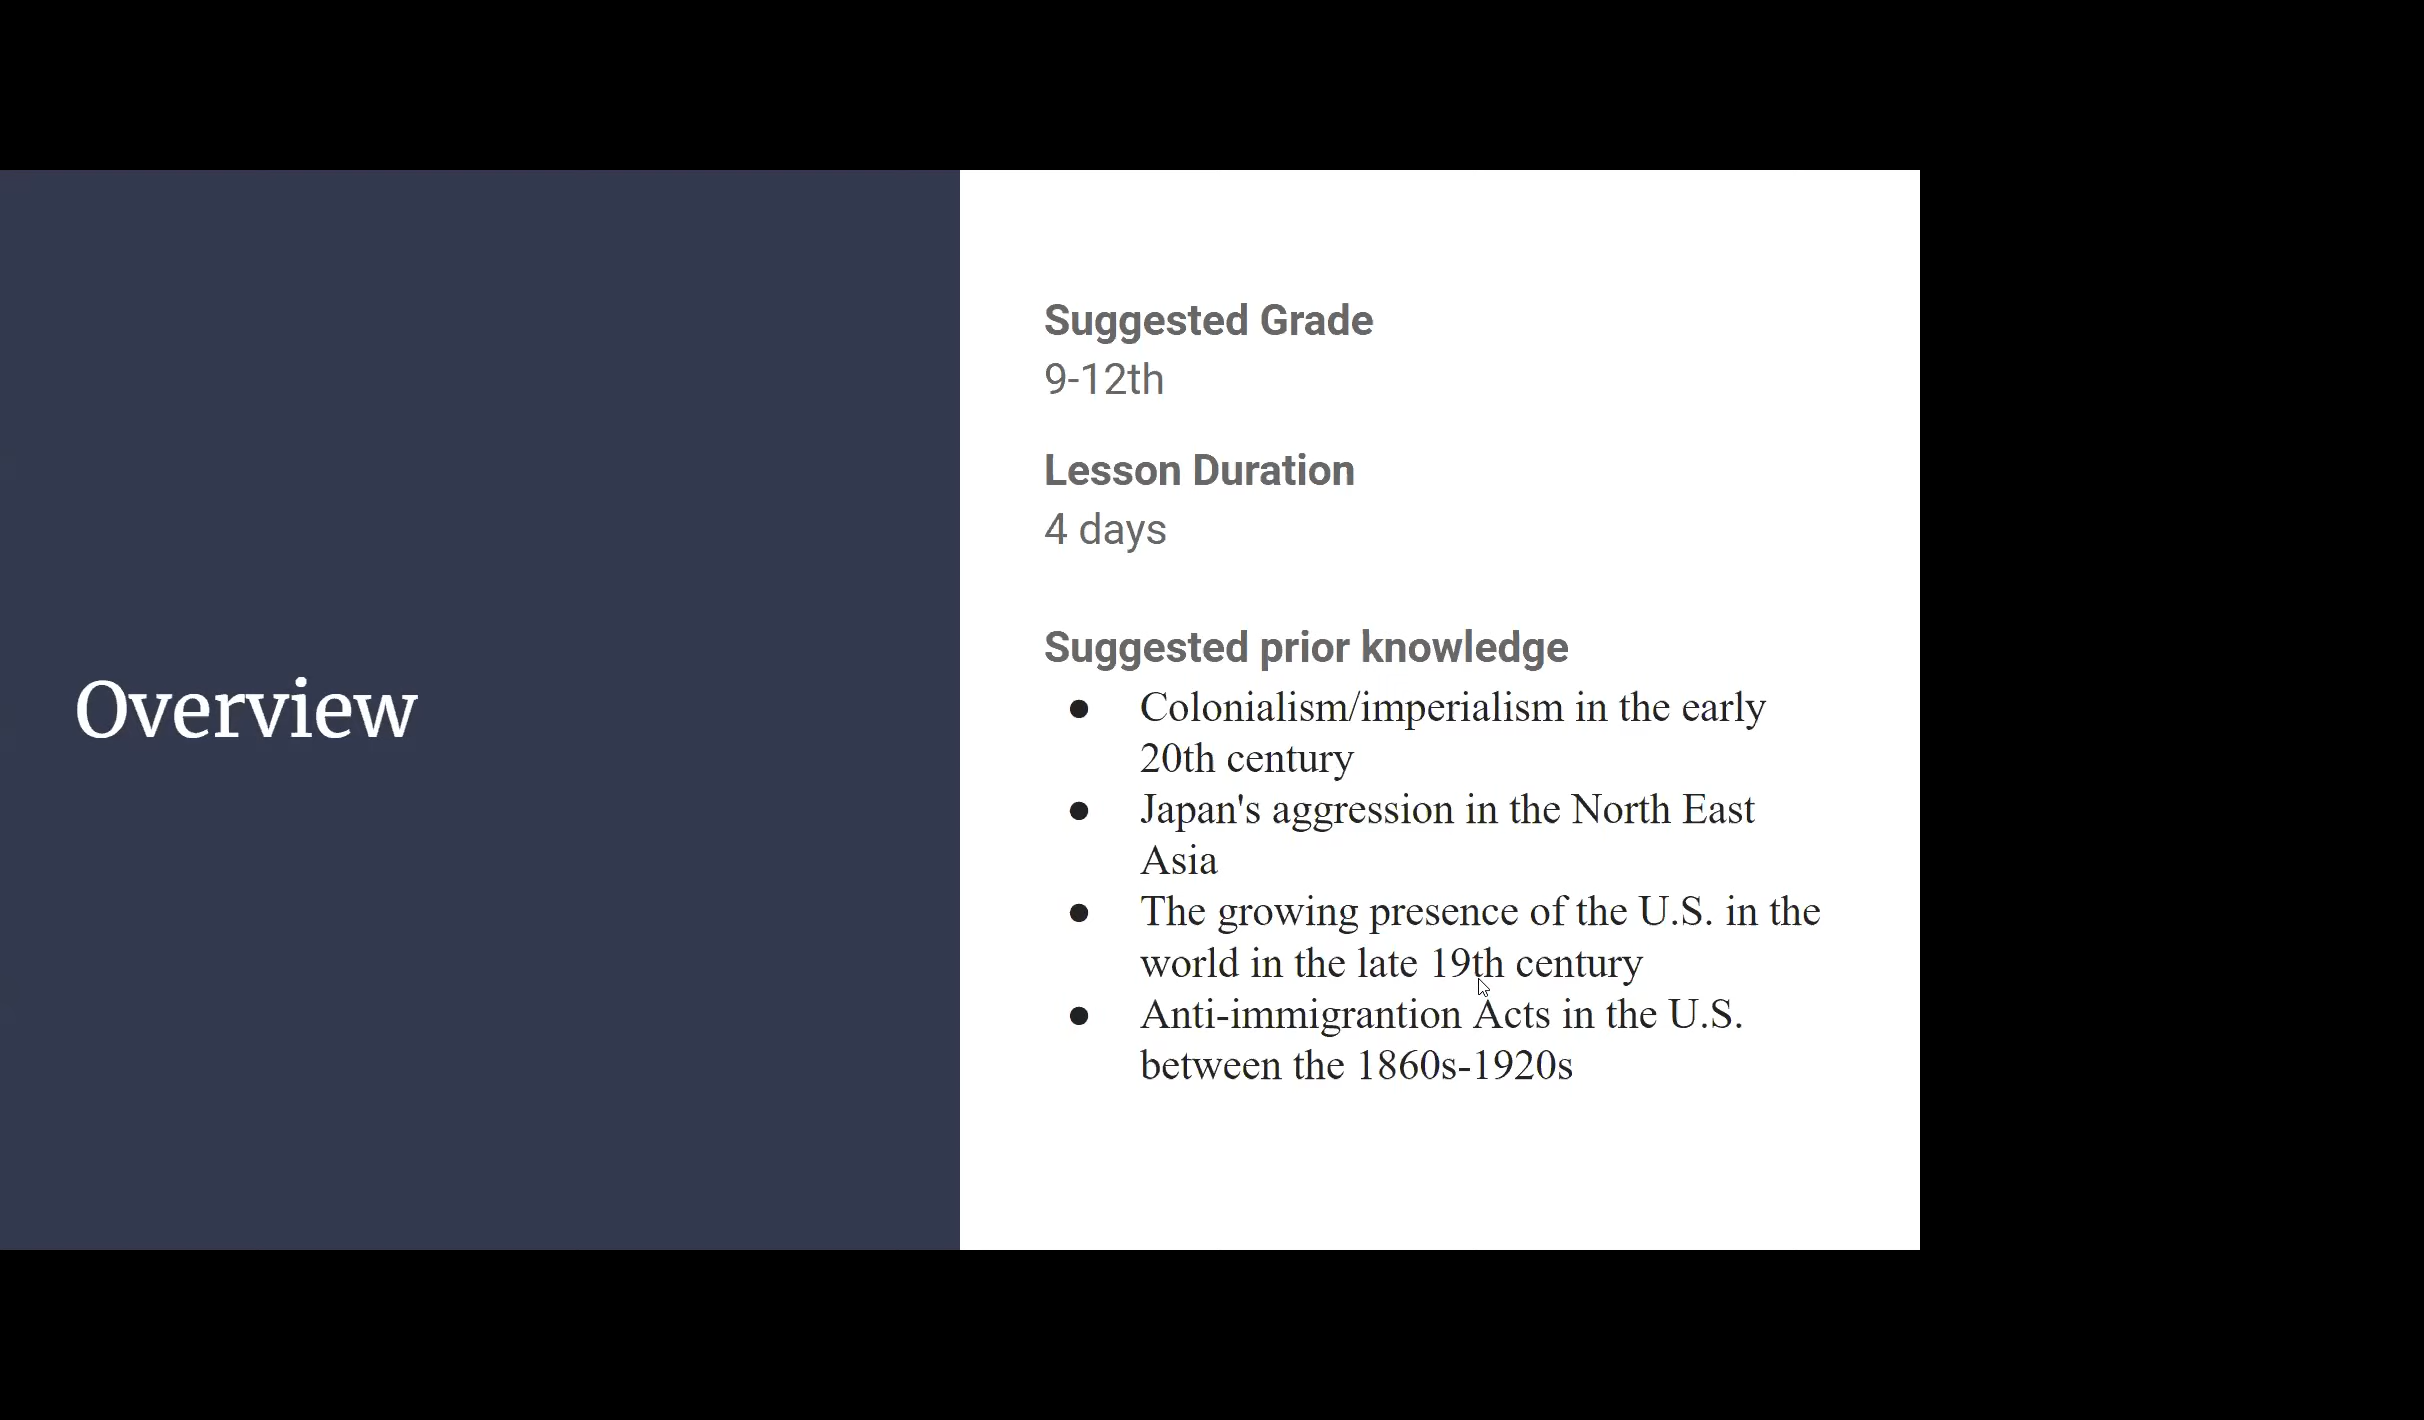 Overview
Suggested Grade
9-12th
Lesson Duration
4 days
Suggested prior knowledge
● Colonialism/imperialism in the early
20th century
● Japan's aggression in the North East
Asia
● The growing presence of the U.S. in the
world in the late 19th century
● Anti-immigrantion Acts in the U.S.
between the 1860s-1920s